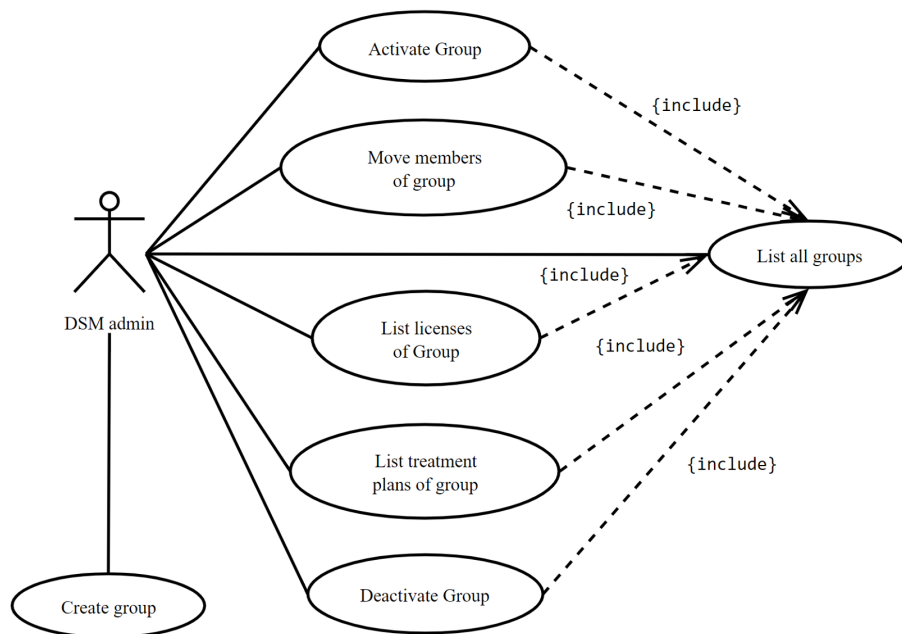 Activate Group
{include}
Move members
of group
{include}
List all groups
{include}
DSM admin
List licenses
of Group
{include}
List treatment
plans of group
{include}
Deactivate Group
Create group